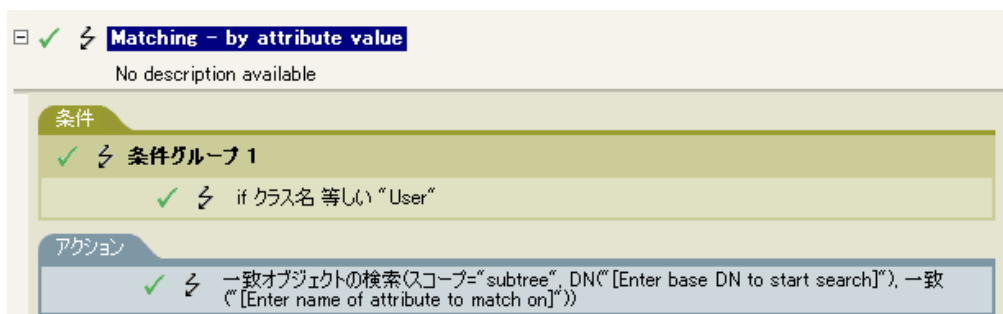 Matching - by attribute value
No description available
条件
条件グループ 1
if クラス名 等しい "User"
アクション
一致オブジェクトの検索(スコープ="subtree", DN("[Enter base DN to start search]"), 一致
("[Enter name of attribute to match on]"))